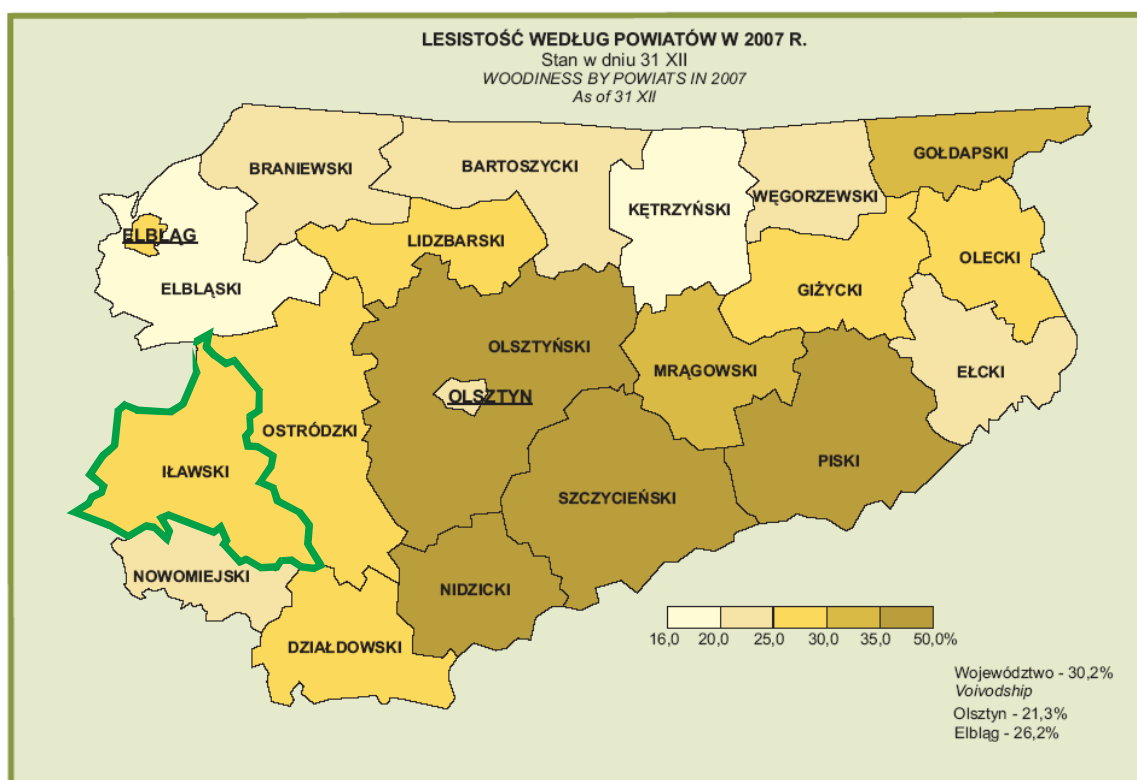 LESISTOŚĆ WEDŁUG POWIATÓW W 2007 R.
Stan w dniu 31 XII
WOODINESS BY POWIATS IN 2007
As of 31 XII
GOŁDAPSKI
BRANIEWSKI
BARTOSZYCKI
WĘGORZEWSKI
KĘTRZYŃSKI
ELBLĄG
LIDZBARSKI
OLECKI
ELBLĄSKI
GIŻYCKI
OLSZTYŃSKI
MRĄGOWSKI
EŁCKI
OLSZTYN
OSTRÓDZKI
IŁAWSKI
PISKI
SZCZYCIEŃSKI
NOWOMIEJSKI
NIDZICKI
DZIAŁDOWSKI
16,0 20,0 25,0 30,0 35,0 50,0%
Województwo - 30,2%
Voivodship
Olsztyn - 21,3%
Elbląg - 26,2%